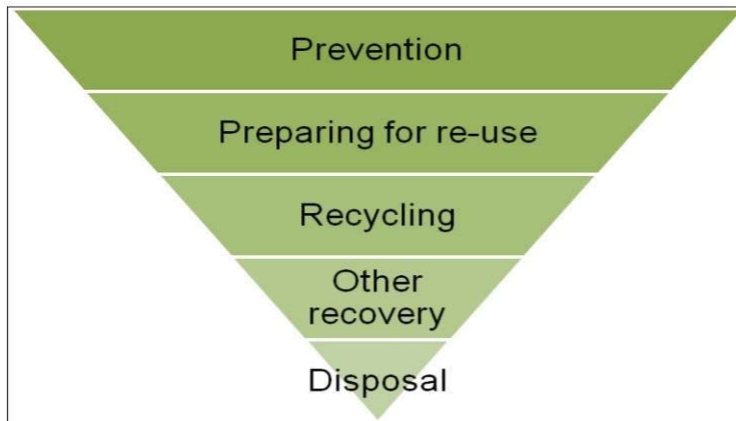 Prevention
Preparing for re-use
Recycling
Other
recovery
Disposal